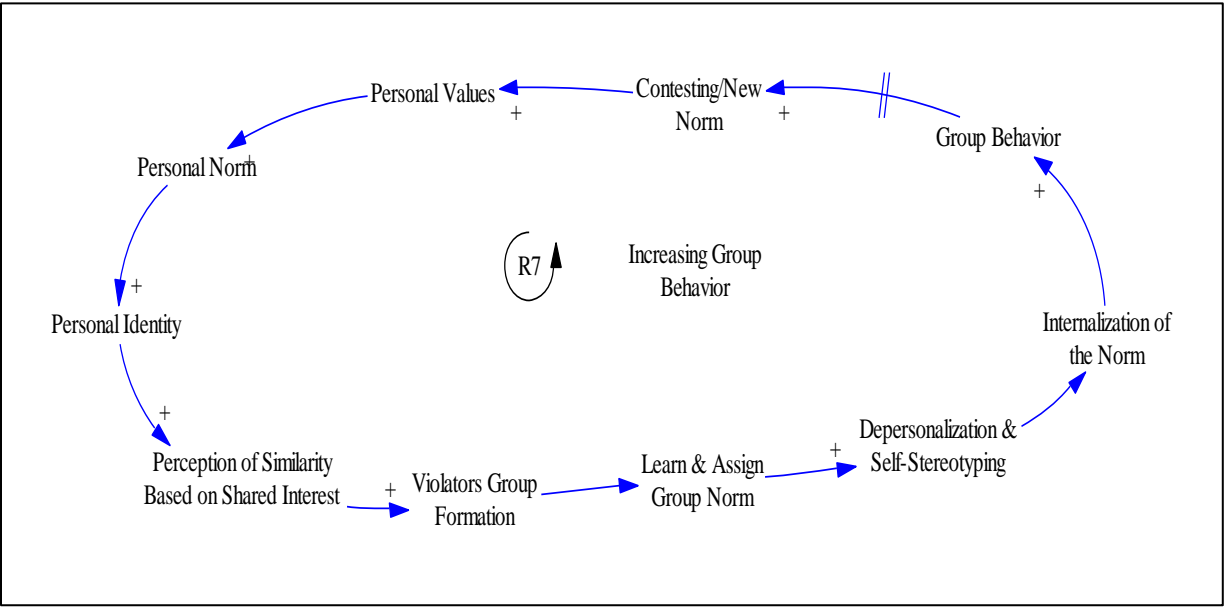 Personal Values
+
Contesting/New
Norm
+
Group Behavior
+
Personal Norm
+
R7
Increasing Group
Behavior
+
Personal Identity
Internalization of
the Norm
+
Perception of Similarity
Based on Shared Interest
+
Violators Group
Formation
Learn & Assign
Group Norm
+
Depersonalization &
Self-Stereotyping